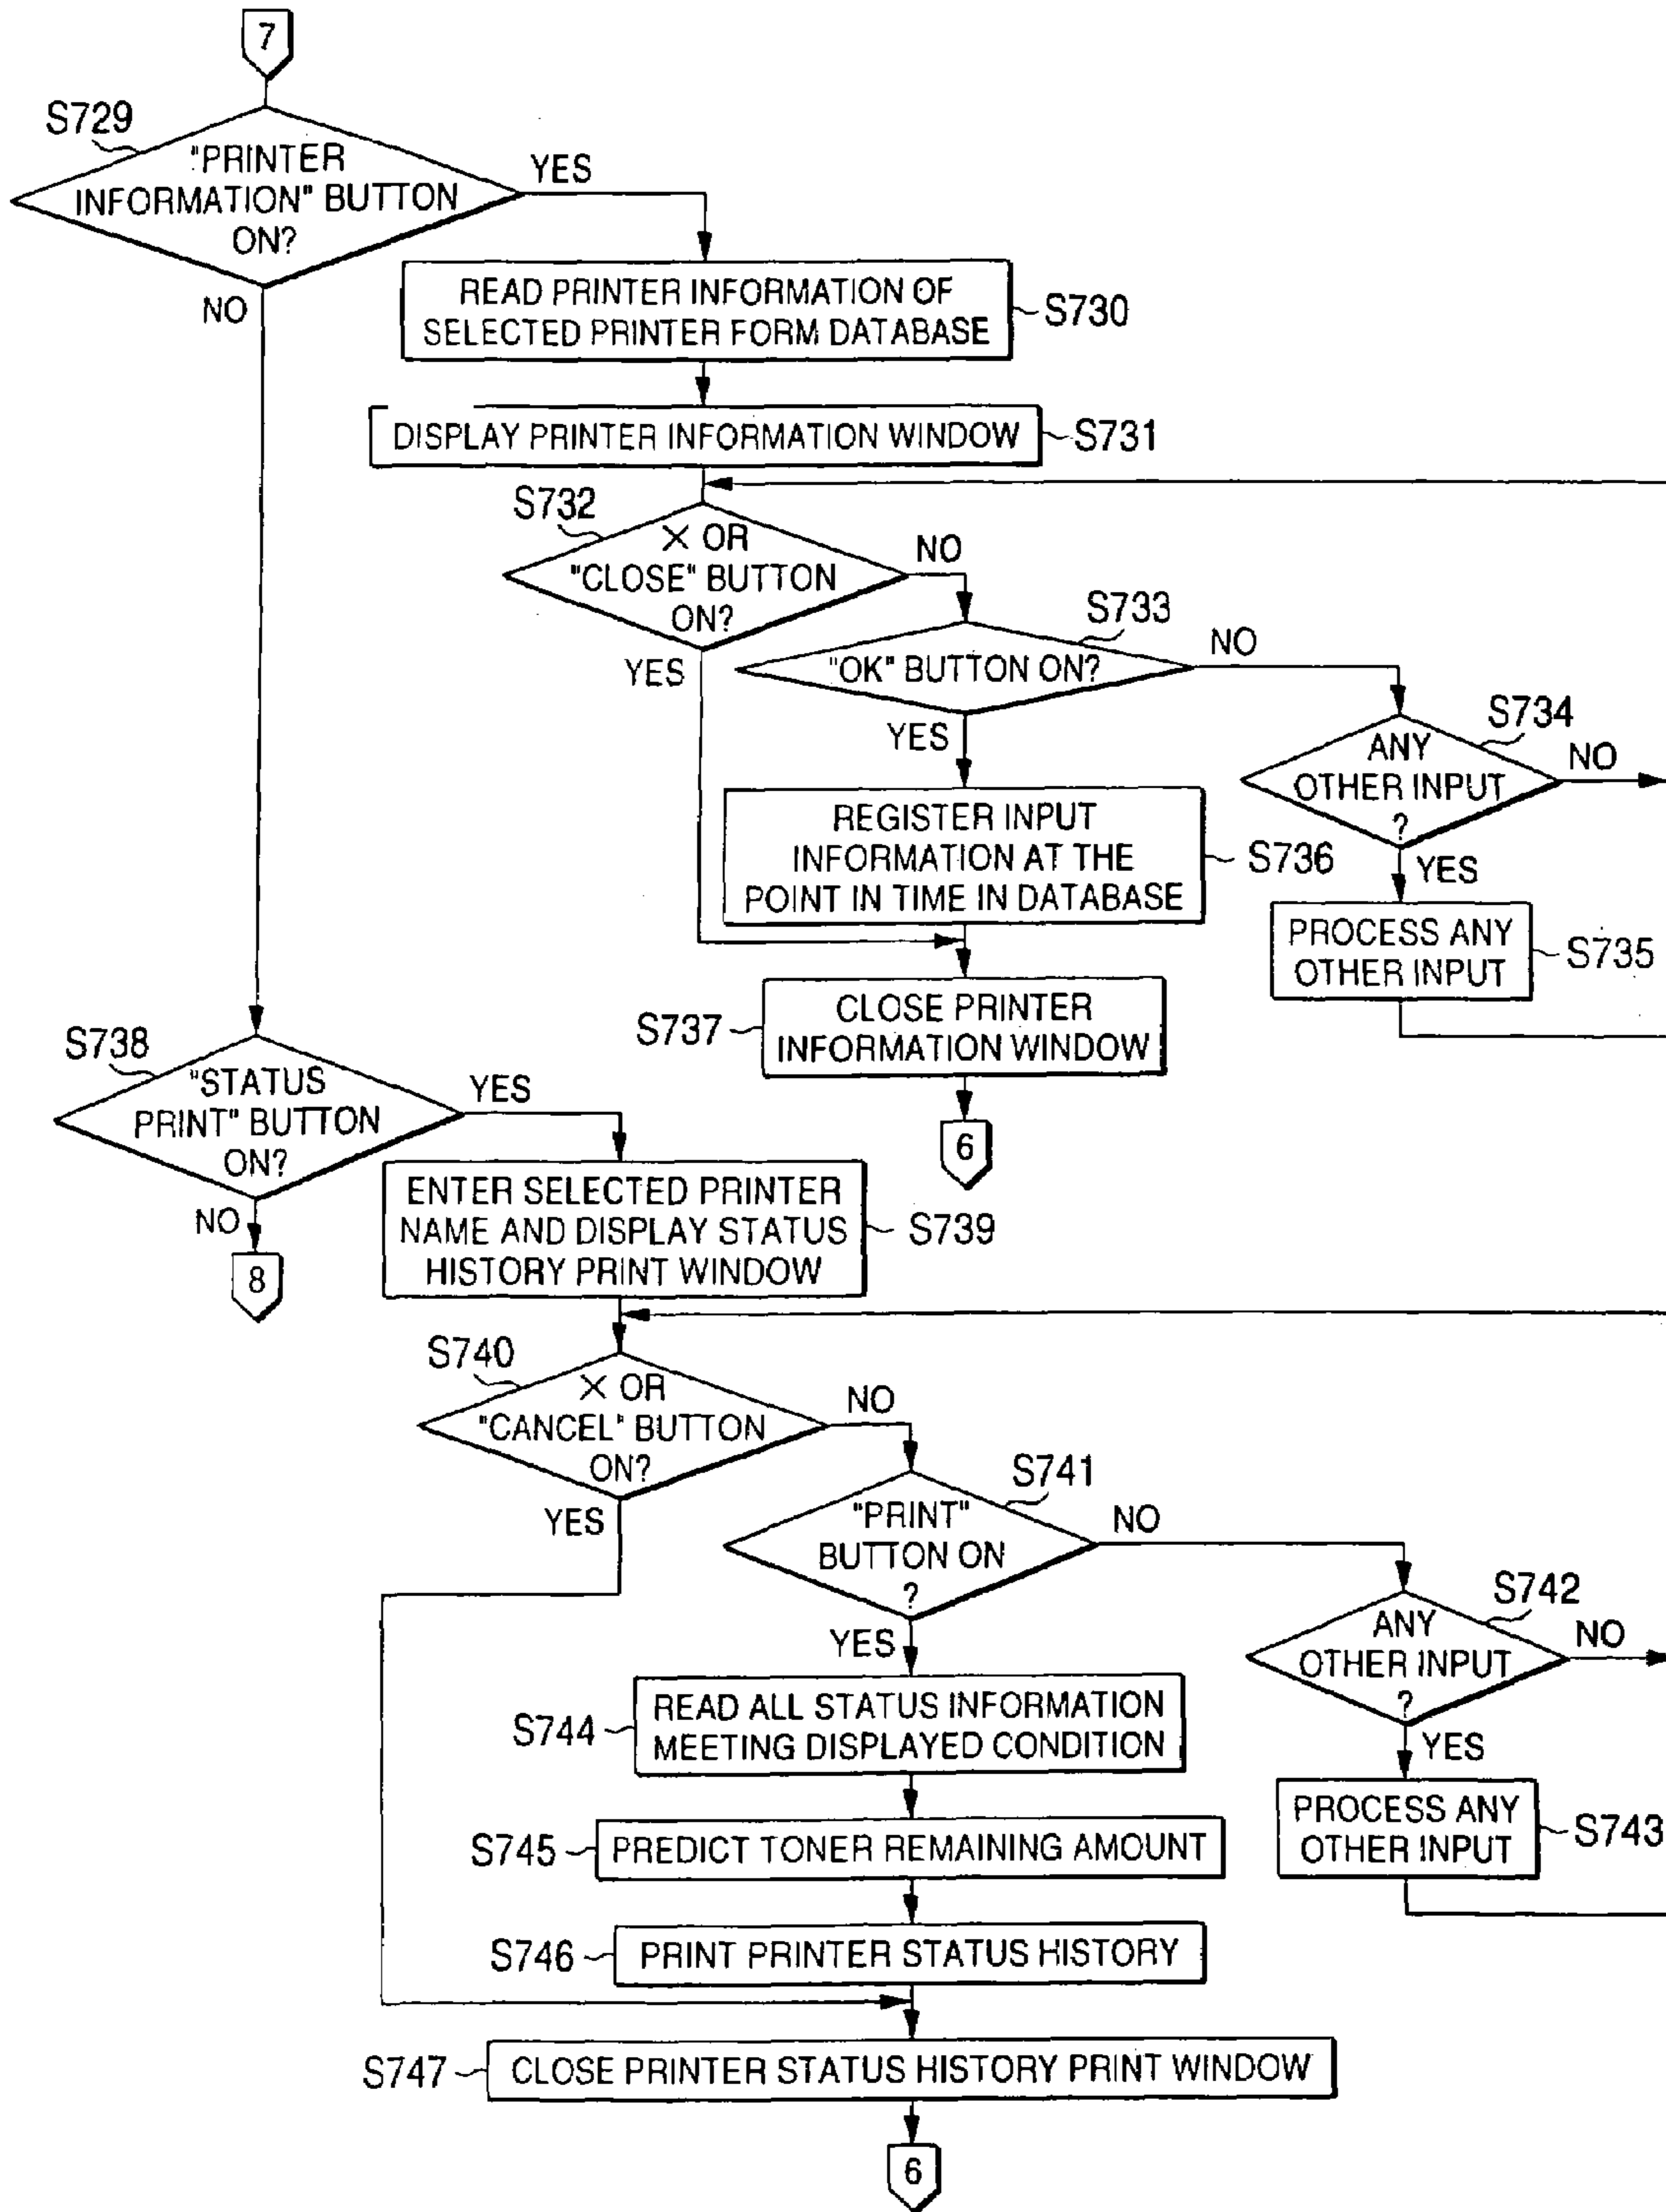 7
S729
"PRINTER
INFORMATION" BUTTON
ON?
YES
NO
READ PRINTER INFORMATION OF
SELECTED PRINTER FORM DATABASE
S730
DISPLAY PRINTER INFORMATION WINDOW
S731
S732
X OR
"CLOSE" BUTTON
ON?
NO
YES
S733
"OK" BUTTON ON?
NO
YES
S734
ANY
OTHER INPUT
?
NO
YES
REGISTER INPUT
INFORMATION AT THE
POINT IN TIME IN DATABASE
S736
PROCESS ANY
OTHER INPUT
S735
S737
CLOSE PRINTER
INFORMATION WINDOW
6
S738
"STATUS
PRINT" BUTTON
ON?
YES
NO
8
ENTER SELECTED PRINTER
NAME AND DISPLAY STATUS
HISTORY PRINT WINDOW
S739
S740
X OR
"CANCEL" BUTTON
ON?
NO
YES
S741
"PRINT"
BUTTON ON
?
NO
YES
S742
ANY
OTHER INPUT
?
NO
YES
S744
READ ALL STATUS INFORMATION
MEETING DISPLAYED CONDITION
PROCESS ANY
OTHER INPUT
S743
S745
PREDICT TONER REMAINING AMOUNT
S746
PRINT PRINTER STATUS HISTORY
S747
CLOSE PRINTER STATUS HISTORY PRINT WINDOW
6